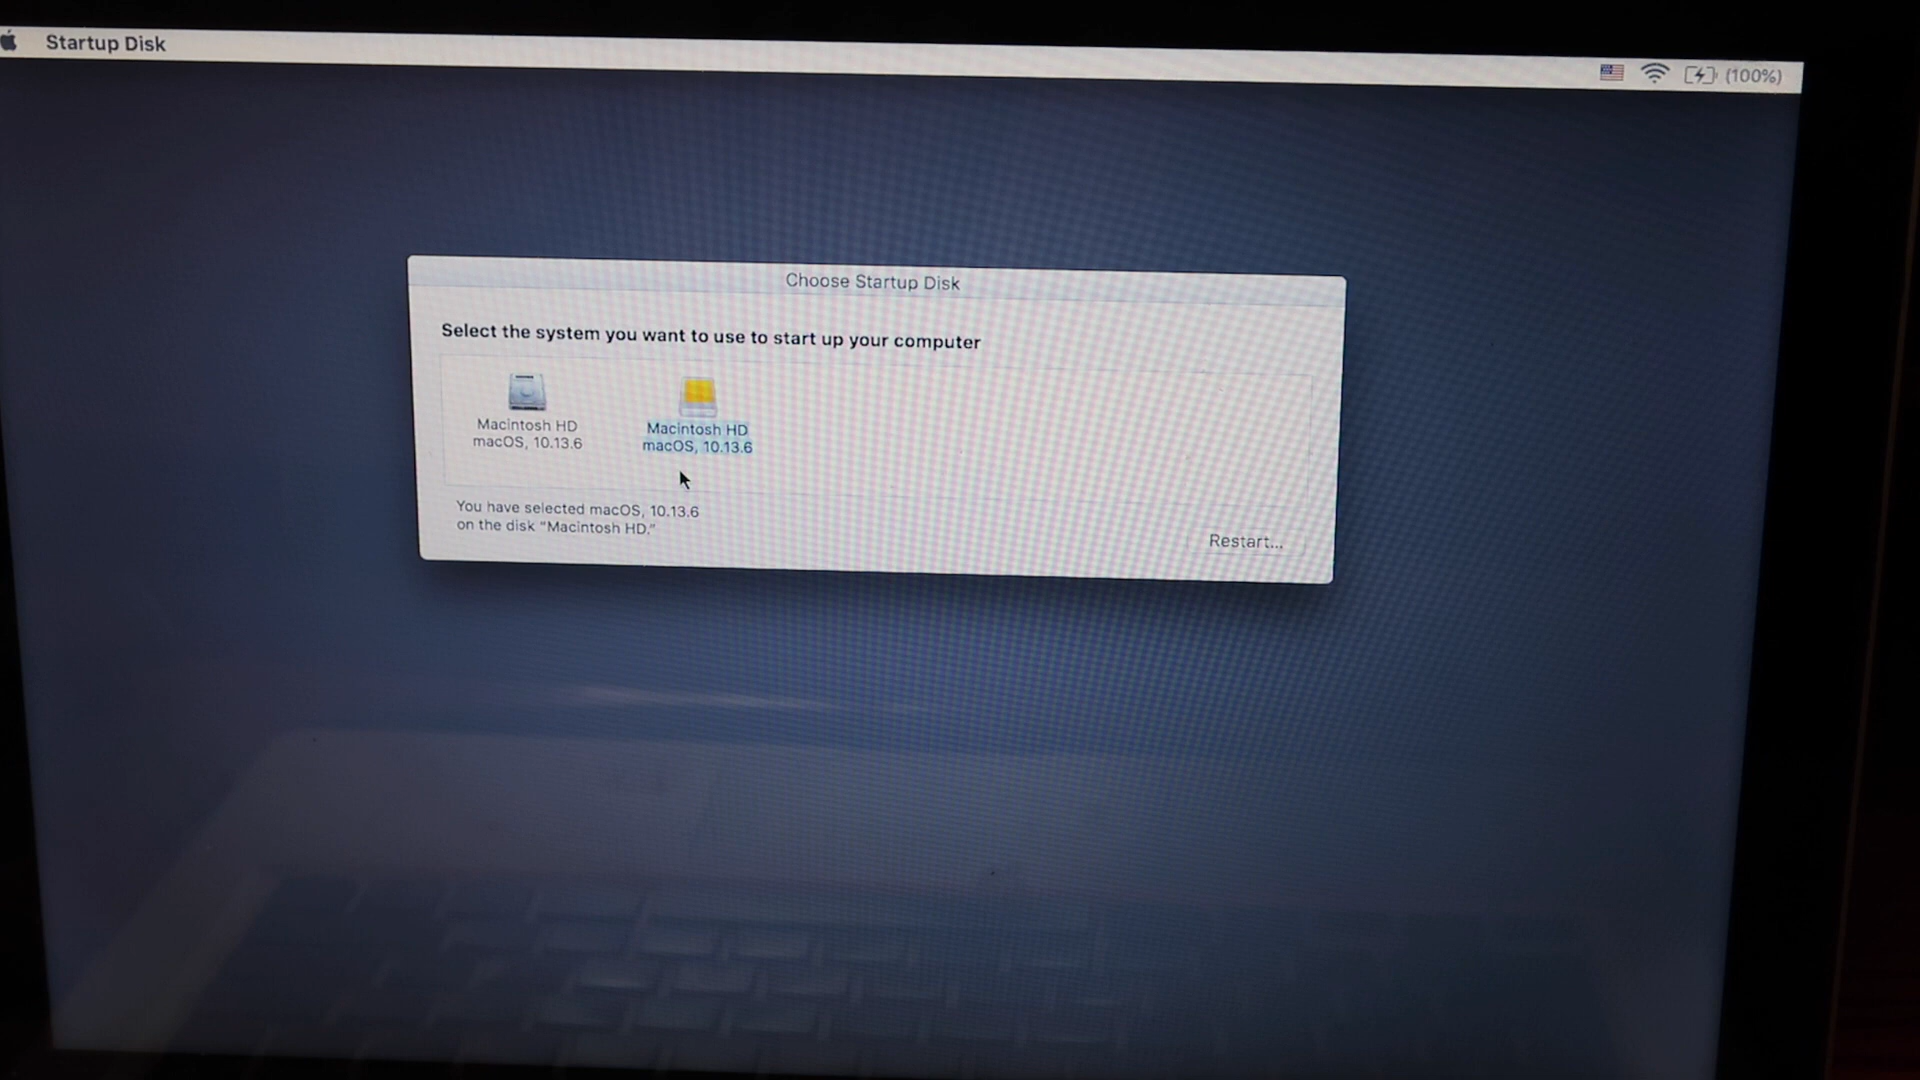 Startup Disk
(100%)
Choose Startup Disk
Select the system you want to use to start up your computer
Macintosh HD
macOS, 10.13.6
Macintosh HD
macOS, 10.13.6
You have selected macOS, 10.13.6
on the disk “Macintosh HD.”
Restart...